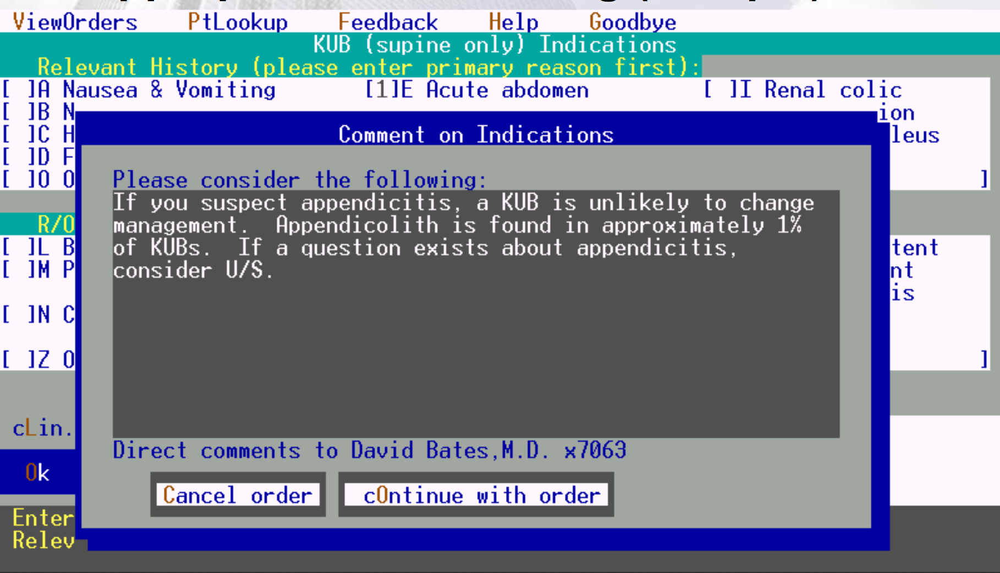 ViewOrders PtLookup Feedback Help Goodbye
KUB (supine only) Indications
Relevant History (please enter primary reason first):
[ ]A Nausea & Vomiting [1]E Acute abdomen [ ]I Renal colic
[ ]B N ion
[ ]C H leus
[ ]D F
[ ]O O ]
R/O
[ ]L B tent
[ ]M P nt
is
[ ]N C
[ ]Z O ]
cLin.
Ok
Enter
Relev
Comment on Indications
Please consider the following:
If you suspect appendicitis, a KUB is unlikely to change
management. Appendicolith is found in approximately 1%
of KUBs. If a question exists about appendicitis,
consider U/S.
Direct comments to David Bates,M.D. x7063
Cancel order cOntinue with order